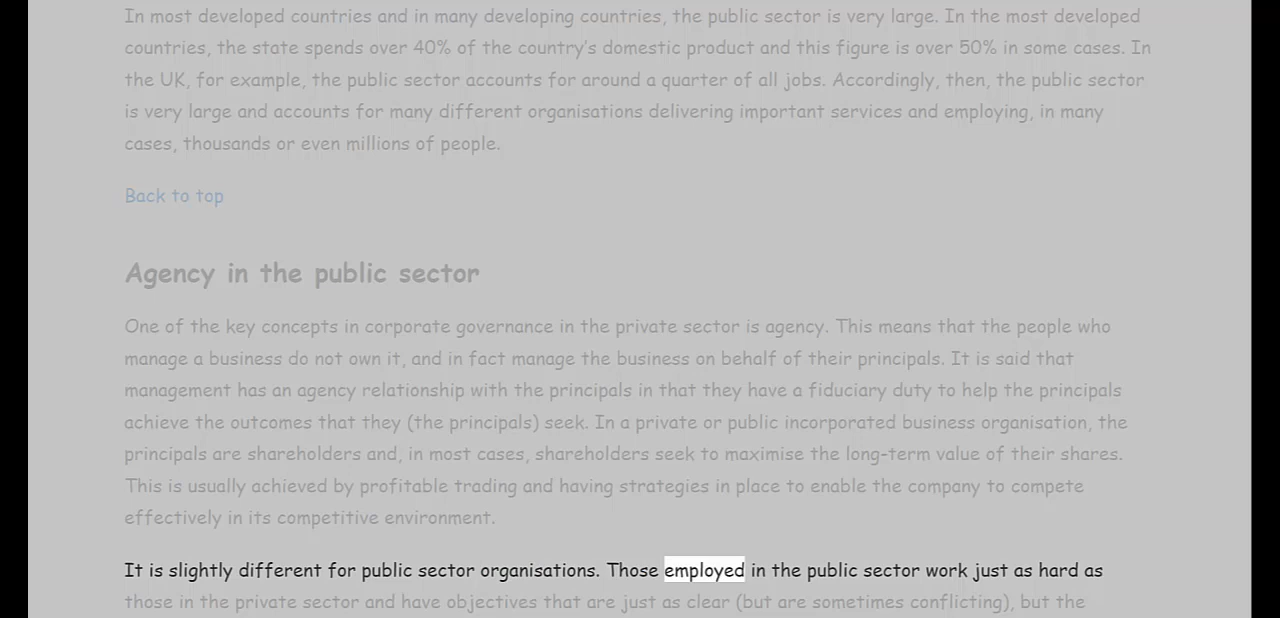 In most developed countries and in many developing countries, the public sector is very large. In the most developed
countries, the state spends over 40% of the country's domestic product and this figure is over 50% in some cases. In
the UK, for example, the public sector accounts for around a quarter of all jobs. Accordingly, then, the public sector
is very large and accounts for many different organisations delivering important services and employing, in many
cases, thousands or even millions of people.
Back to top
Agency in the public sector
One of the key concepts in corporate governance in the private sector is agency. This means that the people who
manage a business do not own it, and in fact manage the business on behalf of their principals. It is said that
management has an agency relationship with the principals in that they have a fiduciary duty to help the principals
achieve the outcomes that they (the principals) seek. In a private or public incorporated business organisation, the
principals are shareholders and, in most cases, shareholders seek to maximise the long-term value of their shares.
This is usually achieved by profitable trading and having strategies in place to enable the company to compete
effectively in its competitive environment.
It is slightly different for public sector organisations. Those employed in the public sector work just as hard as
those in the private sector and have objectives that are just as clear (but are sometimes conflicting), but the